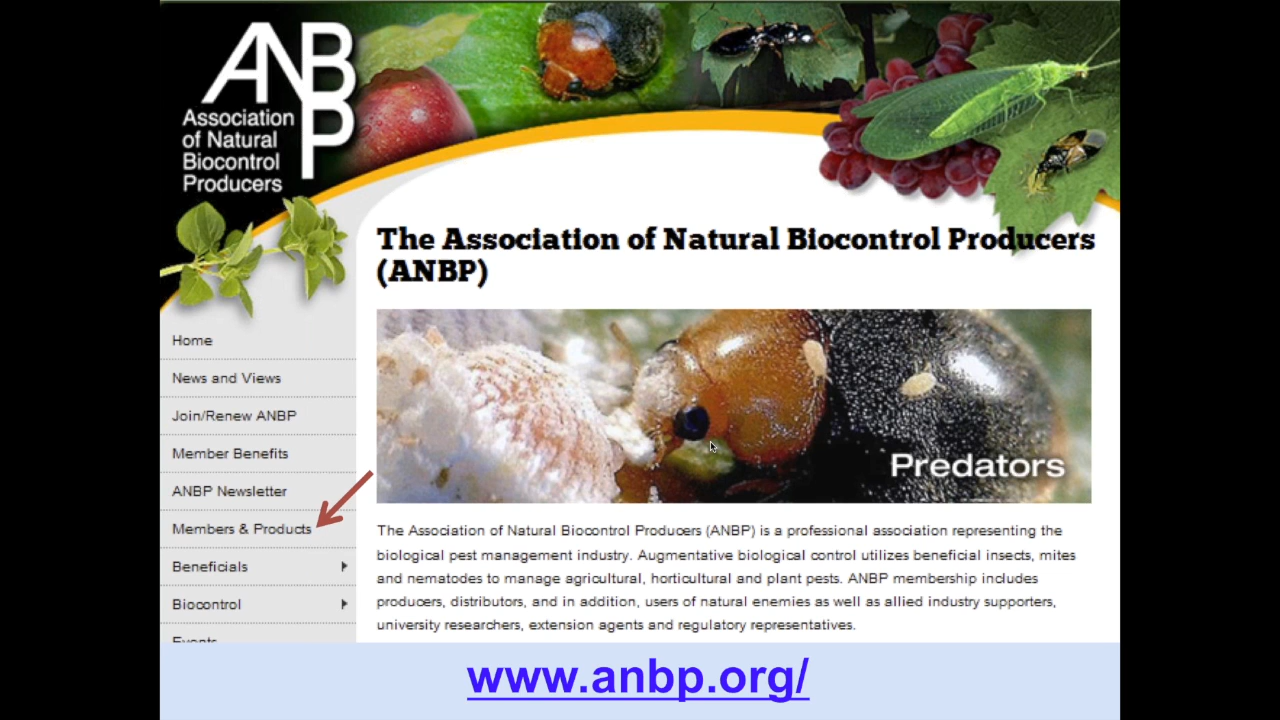 ANBP
Association
of Natural
Biocontrol
Producers
The Association of Natural Biocontrol Producers
(ANBP)
Home
News and Views
Join/Renew ANBP
Member Benefits
ANBP Newsletter
Members & Products
Beneficials
Biocontrol
Events
Predators
The Association of Natural Biocontrol Producers (ANBP) is a professional association representing the
biological pest management industry. Augmentative biological control utilizes beneficial insects, mites
and nematodes to manage agricultural, horticultural and plant pests. ANBP membership includes
producers, distributors, and in addition, users of natural enemies as well as allied industry supporters,
university researchers, extension agents and regulatory representatives.
www.anbp.org/